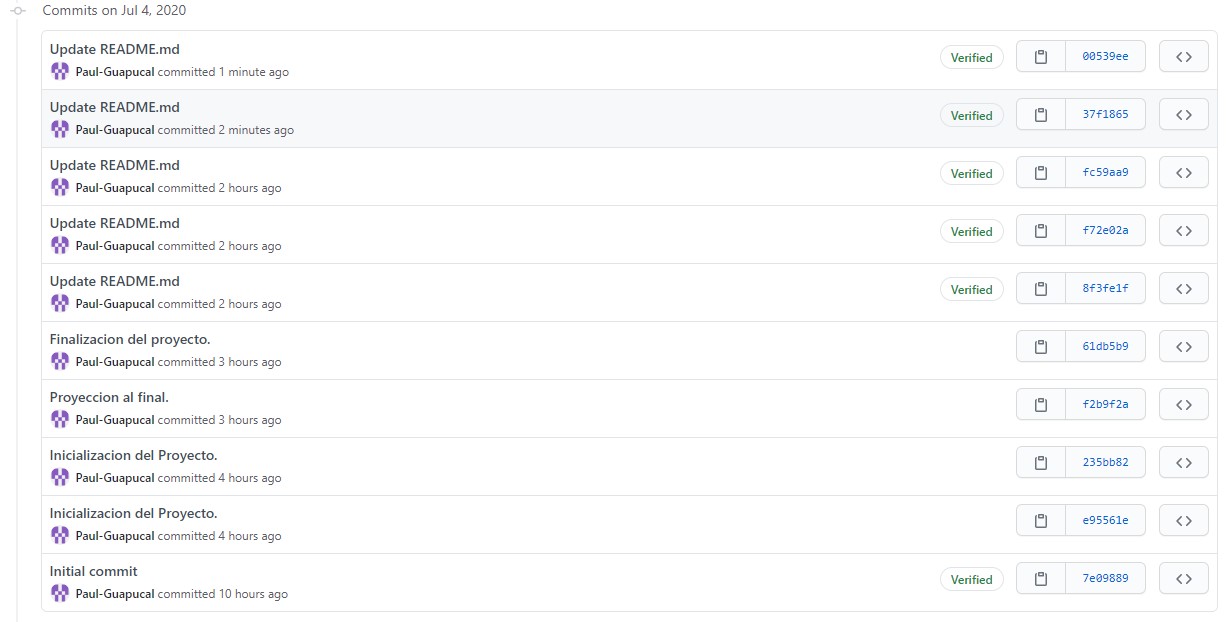 Commits on Jul 4, 2020
Update README.md
Paul-Guapucal committed 1 minute ago
Verified
00539ee
Update README.md
Paul-Guapucal committed 2 minutes ago
Verified
37f1865
Update README.md
Paul-Guapucal committed 2 hours ago
Verified
fc59aa9
Update README.md
Paul-Guapucal committed 2 hours ago
Verified
f72e02a
Update README.md
Paul-Guapucal committed 2 hours ago
Verified
8f3fe1f
Finalizacion del proyecto.
Paul-Guapucal committed 3 hours ago
61db5b9
Proyeccion al final.
Paul-Guapucal committed 3 hours ago
f2b9f2a
Inicializacion del Proyecto.
Paul-Guapucal committed 4 hours ago
235bb82
Inicializacion del Proyecto.
Paul-Guapucal committed 4 hours ago
e95561e
Initial commit
Paul-Guapucal committed 10 hours ago
Verified
7e09889